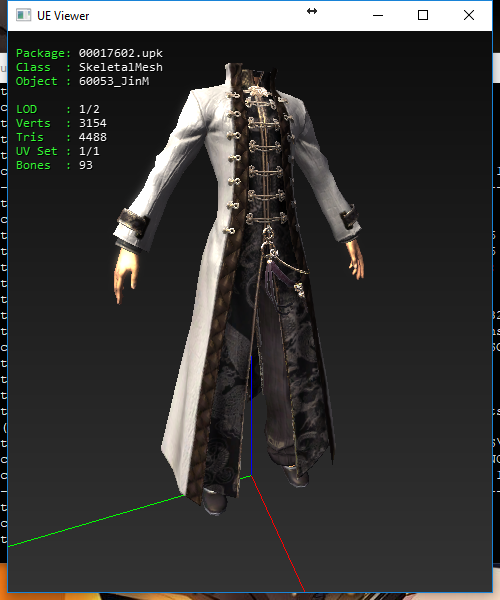 UE Viewer
Package: 00017602.upk
Class : SkeletalMesh
Object : 60053_JinM
LOD : 1/2
Verts : 3154
Tris : 4488
UV Set : 1/1
Bones : 93